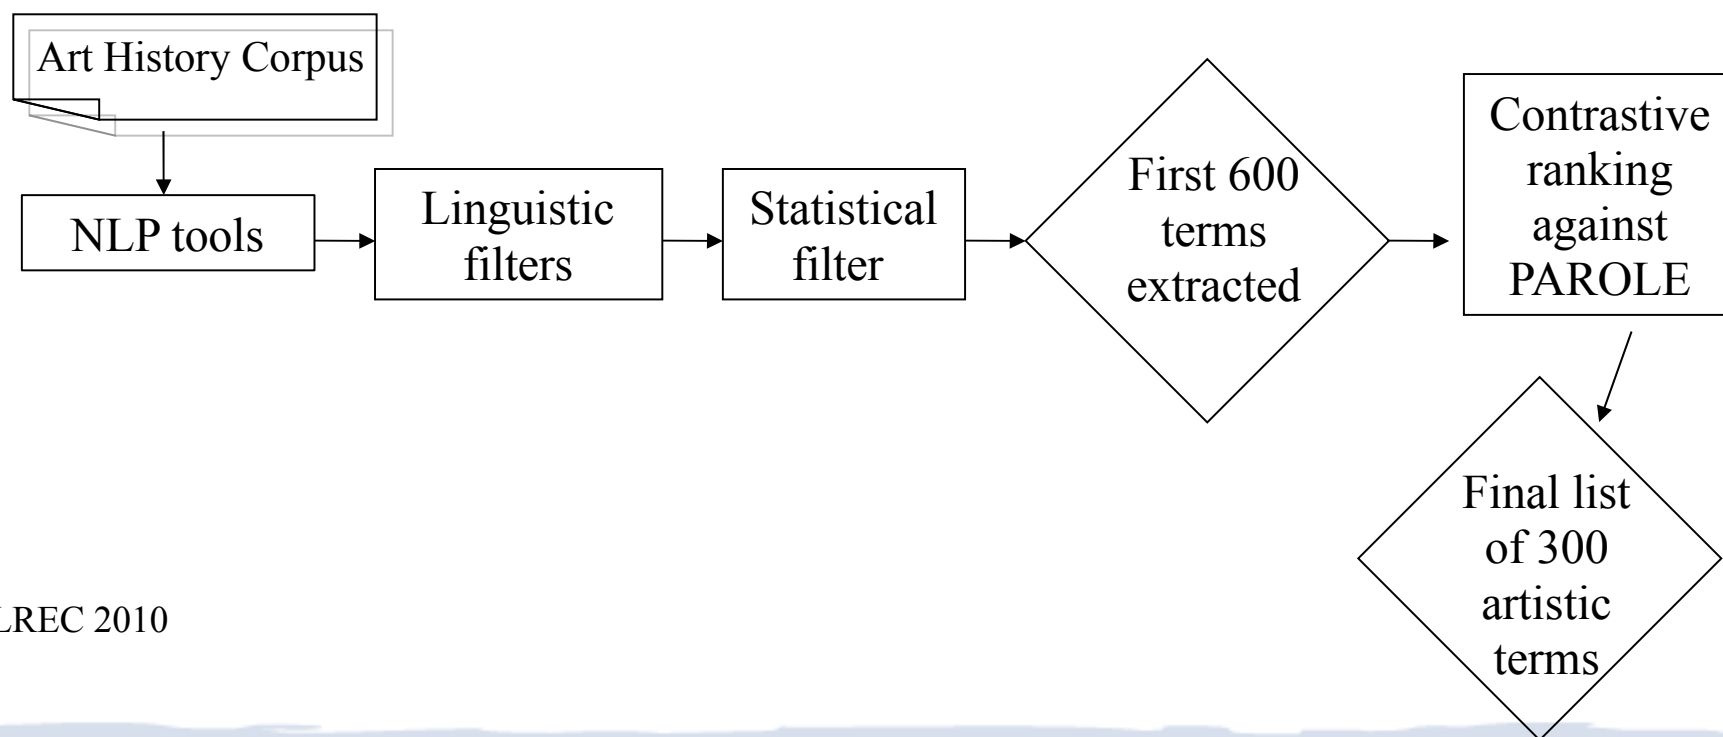 Art History Corpus
NLP tools
Linguistic
filters
Statistical
filter
First 600
terms
extracted
Contrastive
ranking
against
PAROLE
Final list
of 300
artistic
terms
LREC 2010